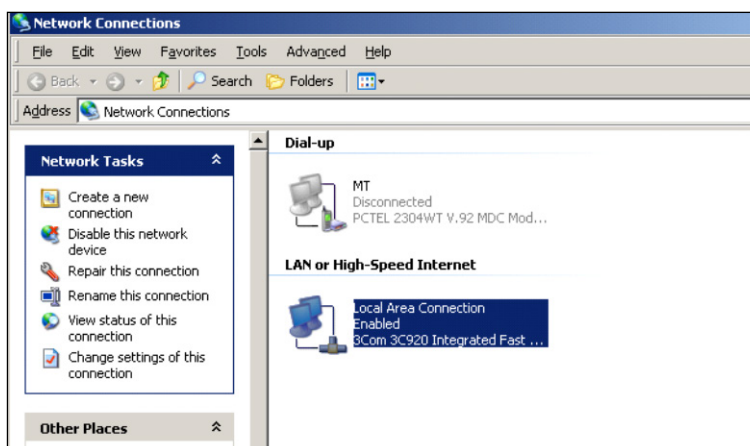 Network Connections
File Edit View Favorites Tools Advanced Help
Back Search Folders
Address Network Connections
Network Tasks
Create a new
connection
Disable this network
device
Repair this connection
Rename this connection
View status of this
connection
Change settings of this
connection
Other Places
Dial-up
MT
Disconnected
PCTEL 2304WT V.92 MDC Mod...
LAN or High-Speed Internet
Local Area Connection
Enabled
3Com 3C920 Integrated Fast ...